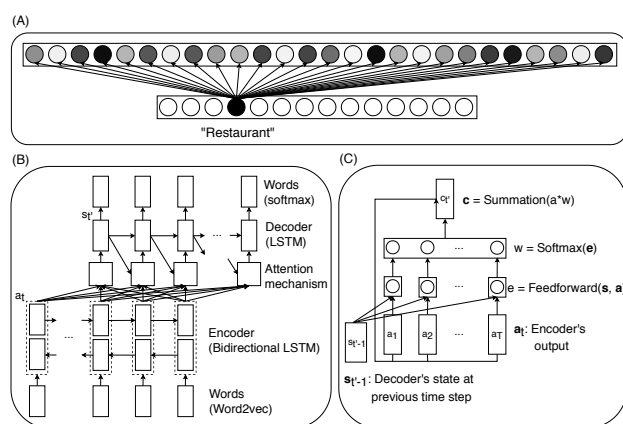 (A)
"Restaurant"
(B)
Words
(softmax)
s_t'
Decoder
(LSTM)
...
Attention
mechanism
a_t
...
...
Encoder
(Bidirectional LSTM)
Words
(Word2vec)
(C)
c_t'
c = Summation(a*w)
...
w = Softmax(e)
...
e = Feedforward(s, a)
s_t'-1
a_1
a_2
...
a_T
a_t: Encoder's
output
s_t'-1: Decoder's state at
previous time step